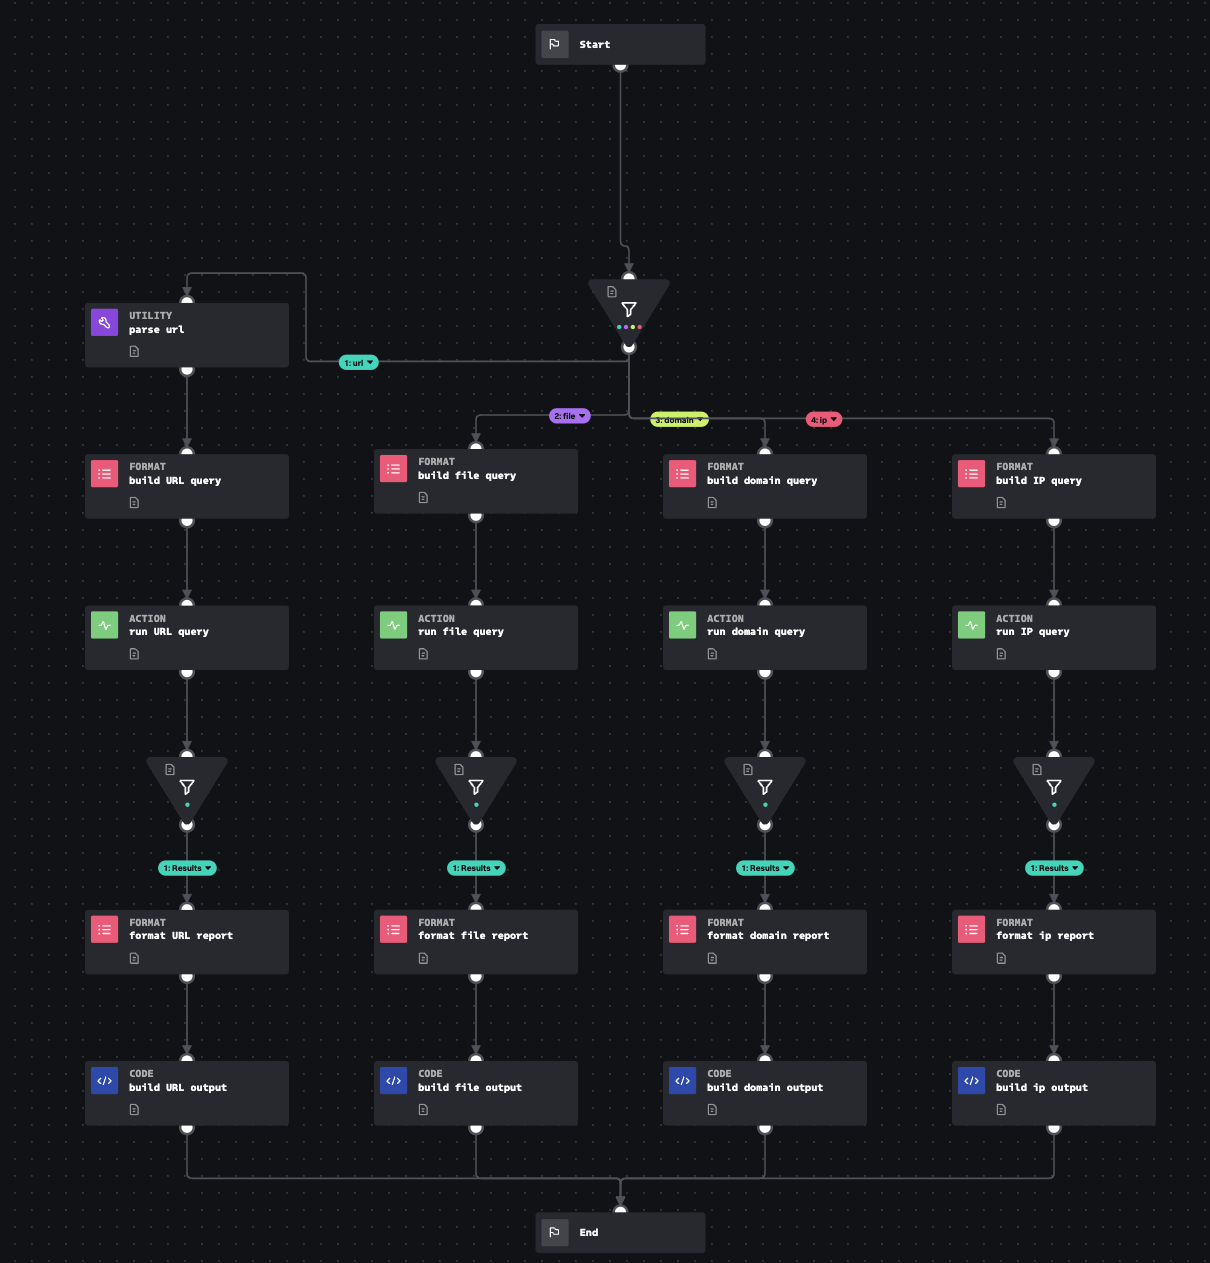 Start
UTILITY
parse url
1: url
2: file
3: domain
4: ip
FORMAT
build URL query
FORMAT
build file query
FORMAT
build domain query
FORMAT
build IP query
ACTION
run URL query
ACTION
run file query
ACTION
run domain query
ACTION
run IP query
1: Results
1: Results
1: Results
1: Results
FORMAT
format URL report
FORMAT
format file report
FORMAT
format domain report
FORMAT
format ip report
CODE
build URL output
CODE
build file output
CODE
build domain output
CODE
build ip output
End